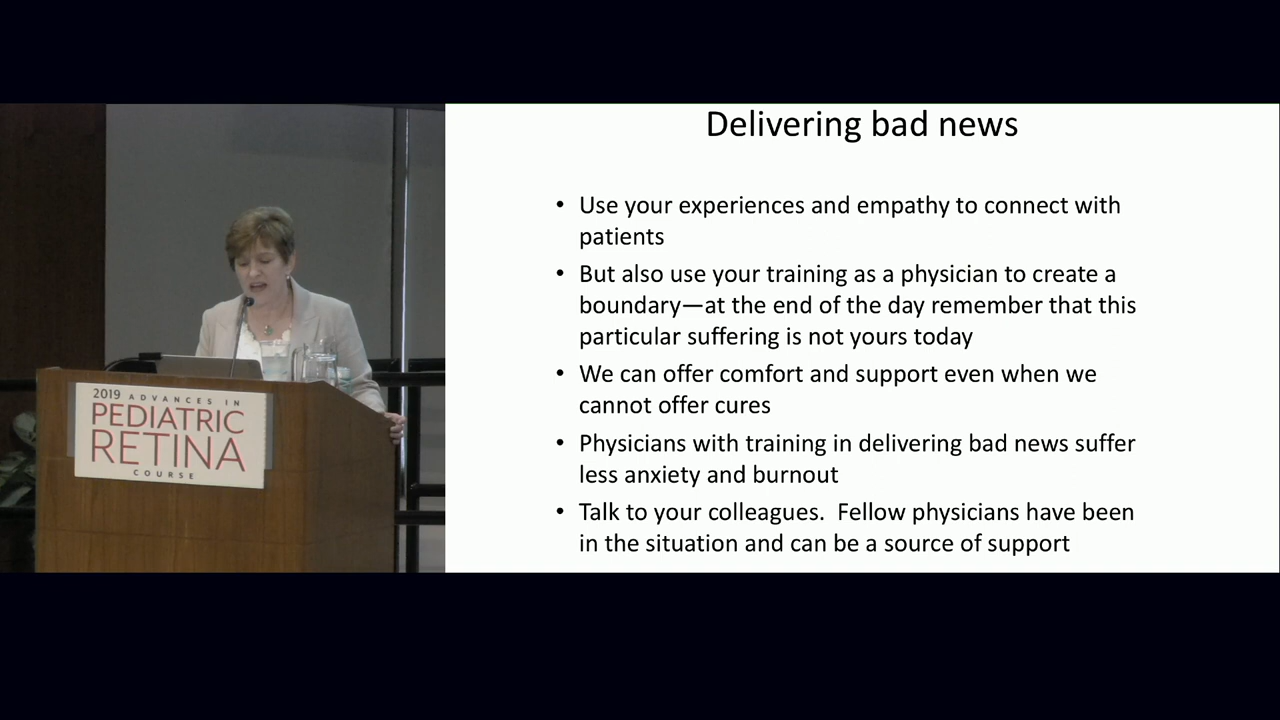 2019 ADVANCES IN
PEDIATRIC
RETINA
COURSE
Delivering bad news
• Use your experiences and empathy to connect with
patients
• But also use your training as a physician to create a
boundary—at the end of the day remember that this
particular suffering is not yours today
• We can offer comfort and support even when we
cannot offer cures
• Physicians with training in delivering bad news suffer
less anxiety and burnout
• Talk to your colleagues.  Fellow physicians have been
in the situation and can be a source of support